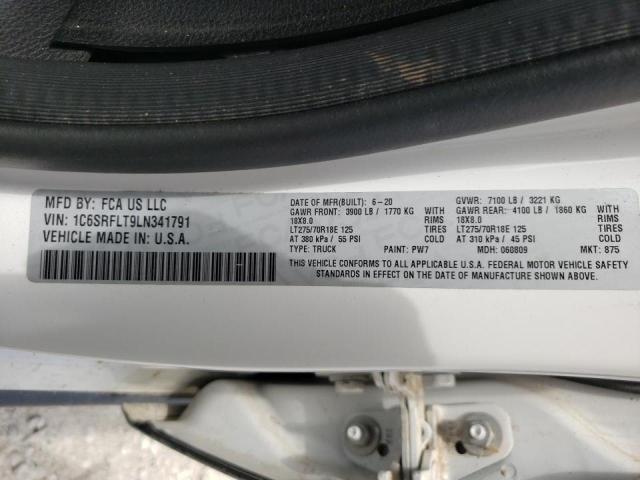 MFD BY: FCA US LLC
VIN: 1C6SRFLT9LN341791
VEHICLE MADE IN U.S.A.
DATE OF MFR(BUILT): 6-20
GVWR: 7100 LB / 3221 KG
GAWR FRONT: 3900 LB / 1770 KG
GAWR REAR: 4100 LB / 1860 KG
18X8.0 RIMS
18X8.0 RIMS
LT275/70R18E 125 TIRES
LT275/70R18E 125 TIRES
AT 380 kPa / 55 PSI COLD
AT 310 kPa / 45 PSI COLD
TYPE: TRUCK PAINT: PW7 MDH: 060809 MKT: 875
THIS VEHICLE CONFORMS TO ALL APPLICABLE U.S.A. FEDERAL MOTOR VEHICLE SAFETY
STANDARDS IN EFFECT ON THE DATE OF MANUFACTURE SHOWN ABOVE.